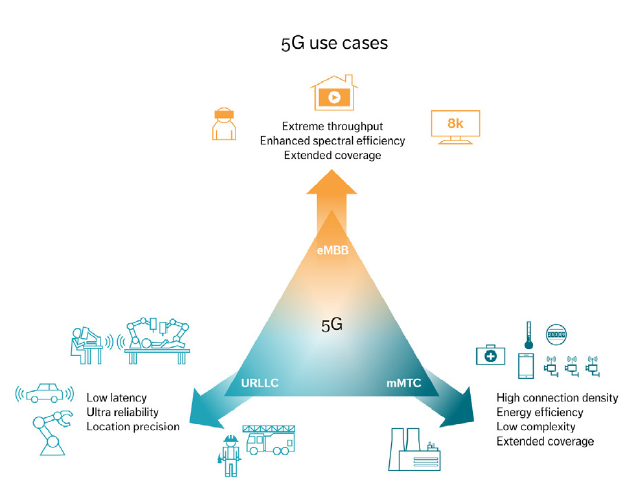 5G use cases
8k
Extreme throughput
Enhanced spectral efficiency
Extended coverage
eMBB
5G
URLLC
mMTC
Low latency
Ultra reliability
Location precision
High connection density
Energy efficiency
Low complexity
Extended coverage